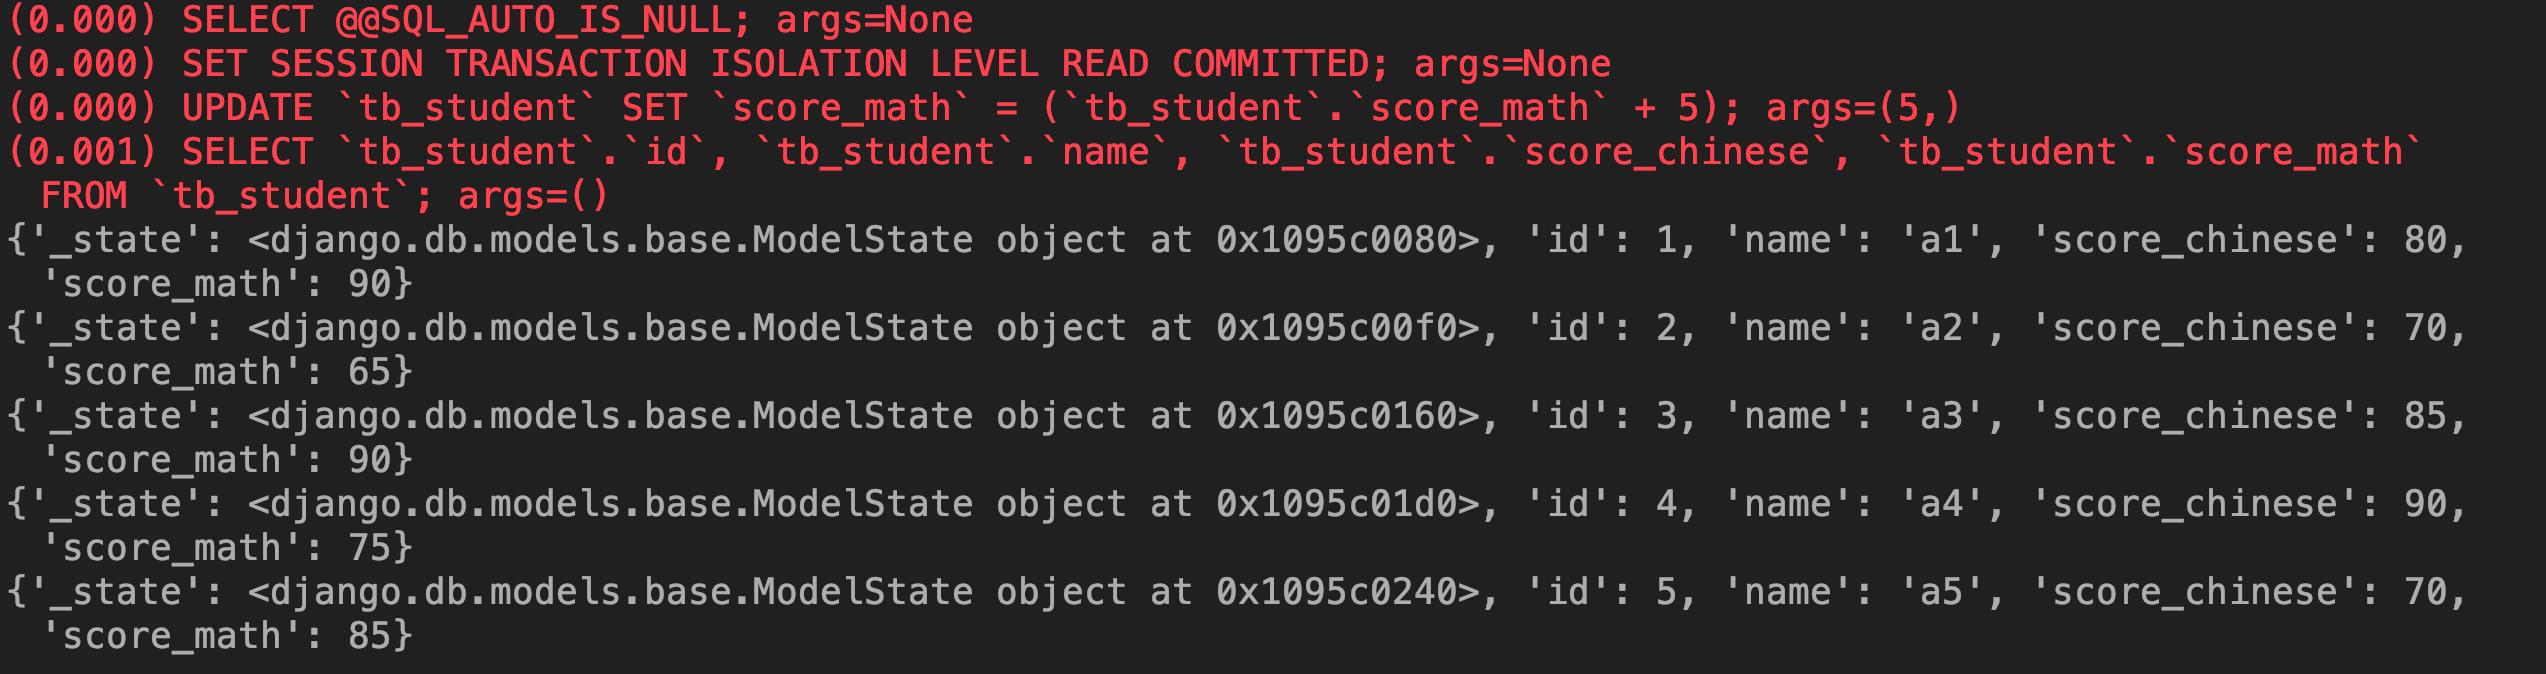 (0.000) SELECT @@SQL_AUTO_IS_NULL; args=None
(0.000) SET SESSION TRANSACTION ISOLATION LEVEL READ COMMITTED; args=None
(0.000) UPDATE `tb_student` SET `score_math` = (`tb_student`.`score_math` + 5); args=(5,)
(0.001) SELECT `tb_student`.`id`, `tb_student`.`name`, `tb_student`.`score_chinese`, `tb_student`.`score_math`
FROM `tb_student`; args=()
{'_state': <django.db.models.base.ModelState object at 0x1095c0080>, 'id': 1, 'name': 'a1', 'score_chinese': 80,
'score_math': 90}
{'_state': <django.db.models.base.ModelState object at 0x1095c00f0>, 'id': 2, 'name': 'a2', 'score_chinese': 70,
'score_math': 65}
{'_state': <django.db.models.base.ModelState object at 0x1095c0160>, 'id': 3, 'name': 'a3', 'score_chinese': 85,
'score_math': 90}
{'_state': <django.db.models.base.ModelState object at 0x1095c01d0>, 'id': 4, 'name': 'a4', 'score_chinese': 90,
'score_math': 75}
{'_state': <django.db.models.base.ModelState object at 0x1095c0240>, 'id': 5, 'name': 'a5', 'score_chinese': 70,
'score_math': 85}